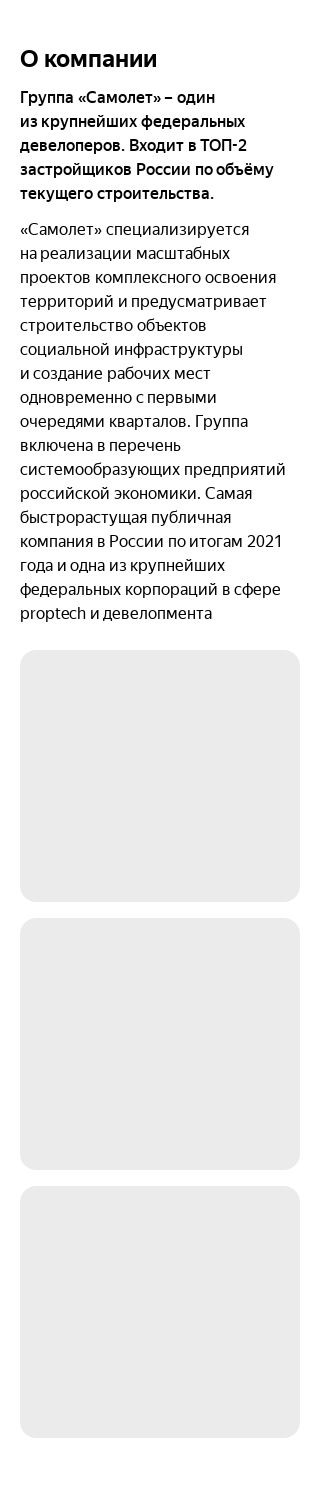 О компании
Группа «Самолет» – один
из крупнейших федеральных
девелоперов. Входит в ТОП-2
застройщиков России по объёму
текущего строительства.
«Самолет» специализируется
на реализации масштабных
проектов комплексного освоения
территорий и предусматривает
строительство объектов
социальной инфраструктуры
и создание рабочих мест
одновременно с первыми
очередями кварталов. Группа
включена в перечень
системообразующих предприятий
российской экономики. Самая
быстрорастущая публичная
компания в России по итогам 2021
года и одна из крупнейших
федеральных корпораций в сфере
proptech и девелопмента